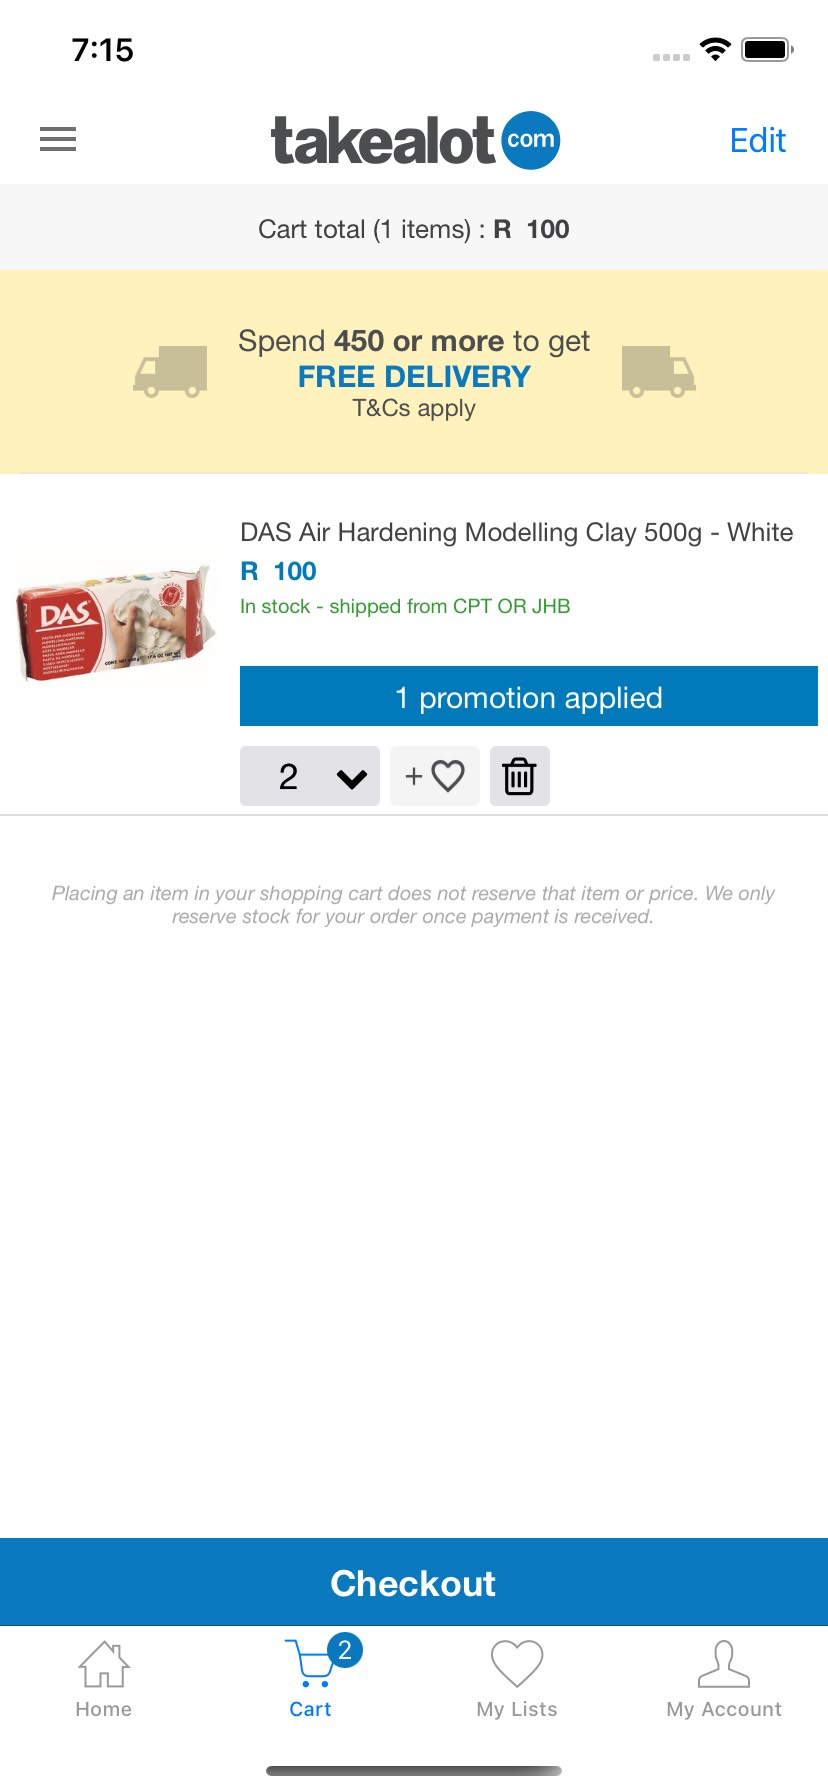 7:15
takealot com
Edit
Cart total (1 items) : R 100
Spend 450 or more to get
FREE DELIVERY
T&Cs apply
DAS Air Hardening Modelling Clay 500g - White
R 100
In stock - shipped from CPT OR JHB
DAS
1 promotion applied
2
+
Placing an item in your shopping cart does not reserve that item or price. We only
reserve stock for your order once payment is received.
Checkout
2
Home
Cart
My Lists
My Account